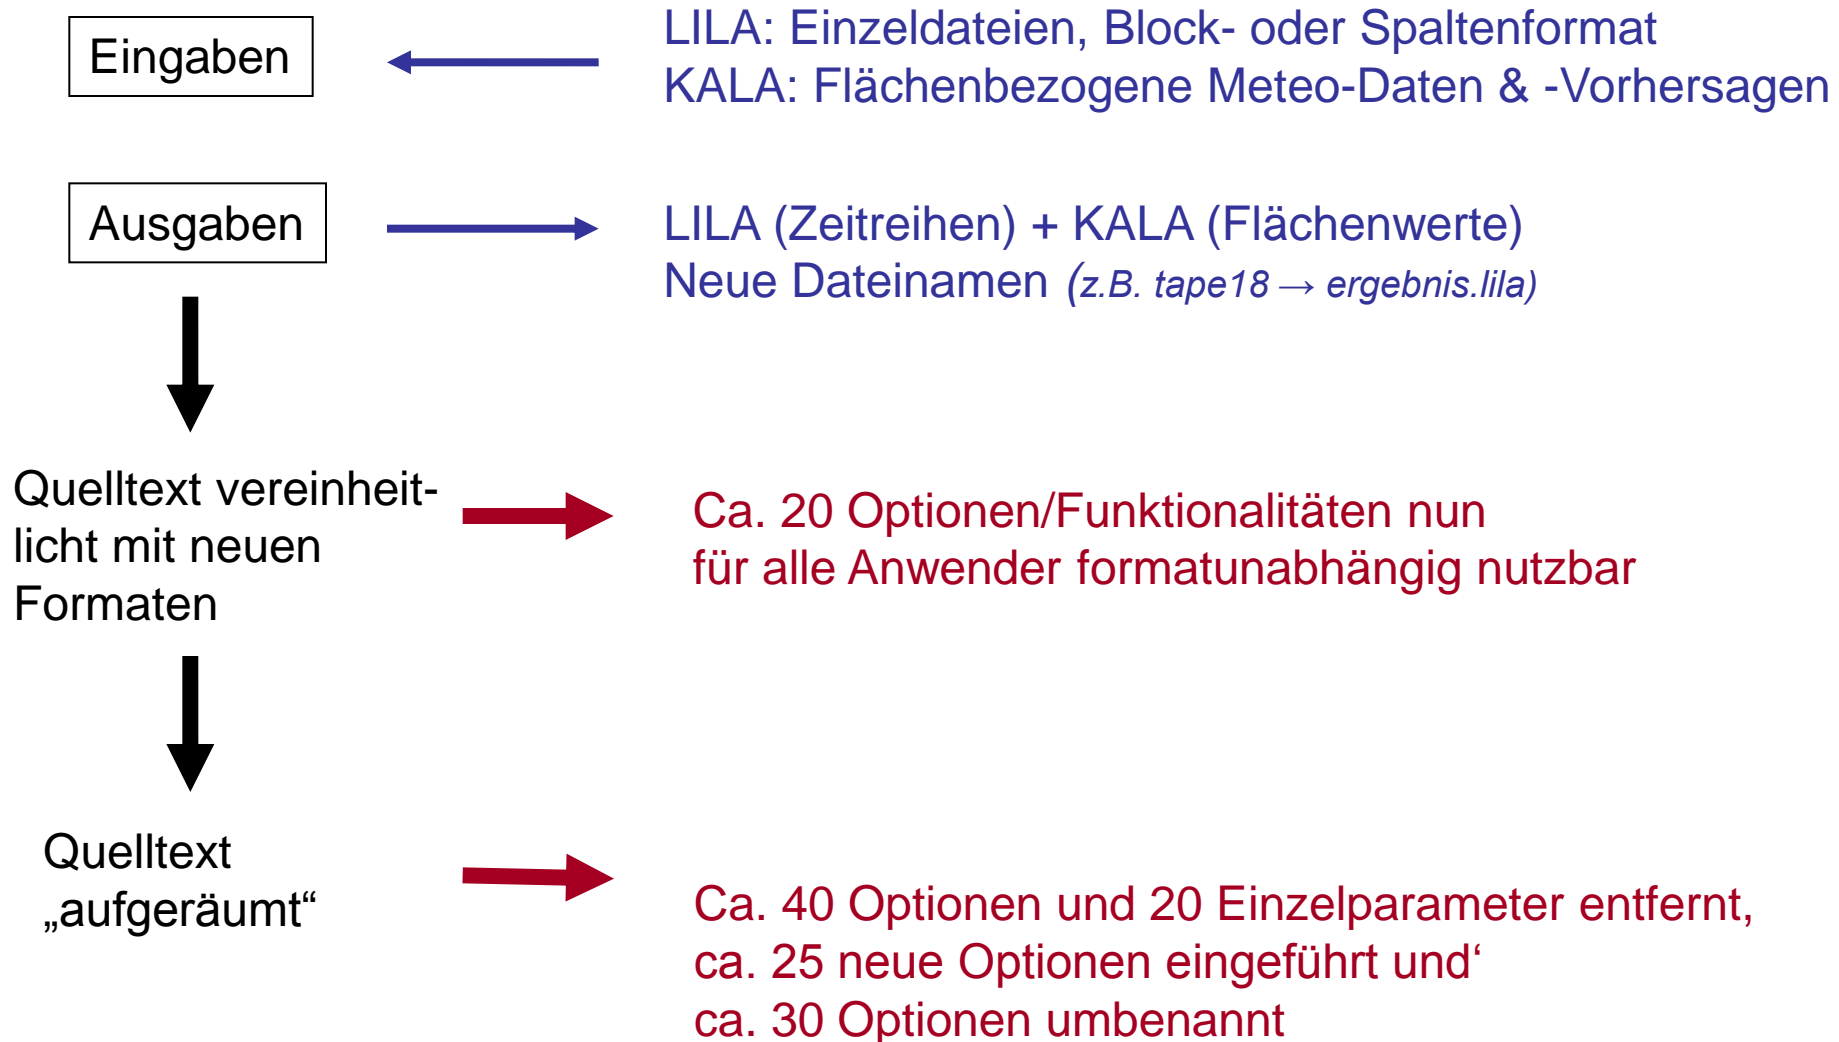 Eingaben
LILA: Einzeldateien, Block- oder Spaltenformat
KALA: Flächenbezogene Meteo-Daten & -Vorhersagen
Ausgaben
LILA (Zeitreihen) + KALA (Flächenwerte)
Neue Dateinamen (z.B. tape18 → ergebnis.lila)
Quelltext vereinheit-
licht mit neuen
Formaten
Ca. 20 Optionen/Funktionalitäten nun
für alle Anwender formatunabhängig nutzbar
Quelltext
„aufgeräumt“
Ca. 40 Optionen und 20 Einzelparameter entfernt,
ca. 25 neue Optionen eingeführt und‘
ca. 30 Optionen umbenannt